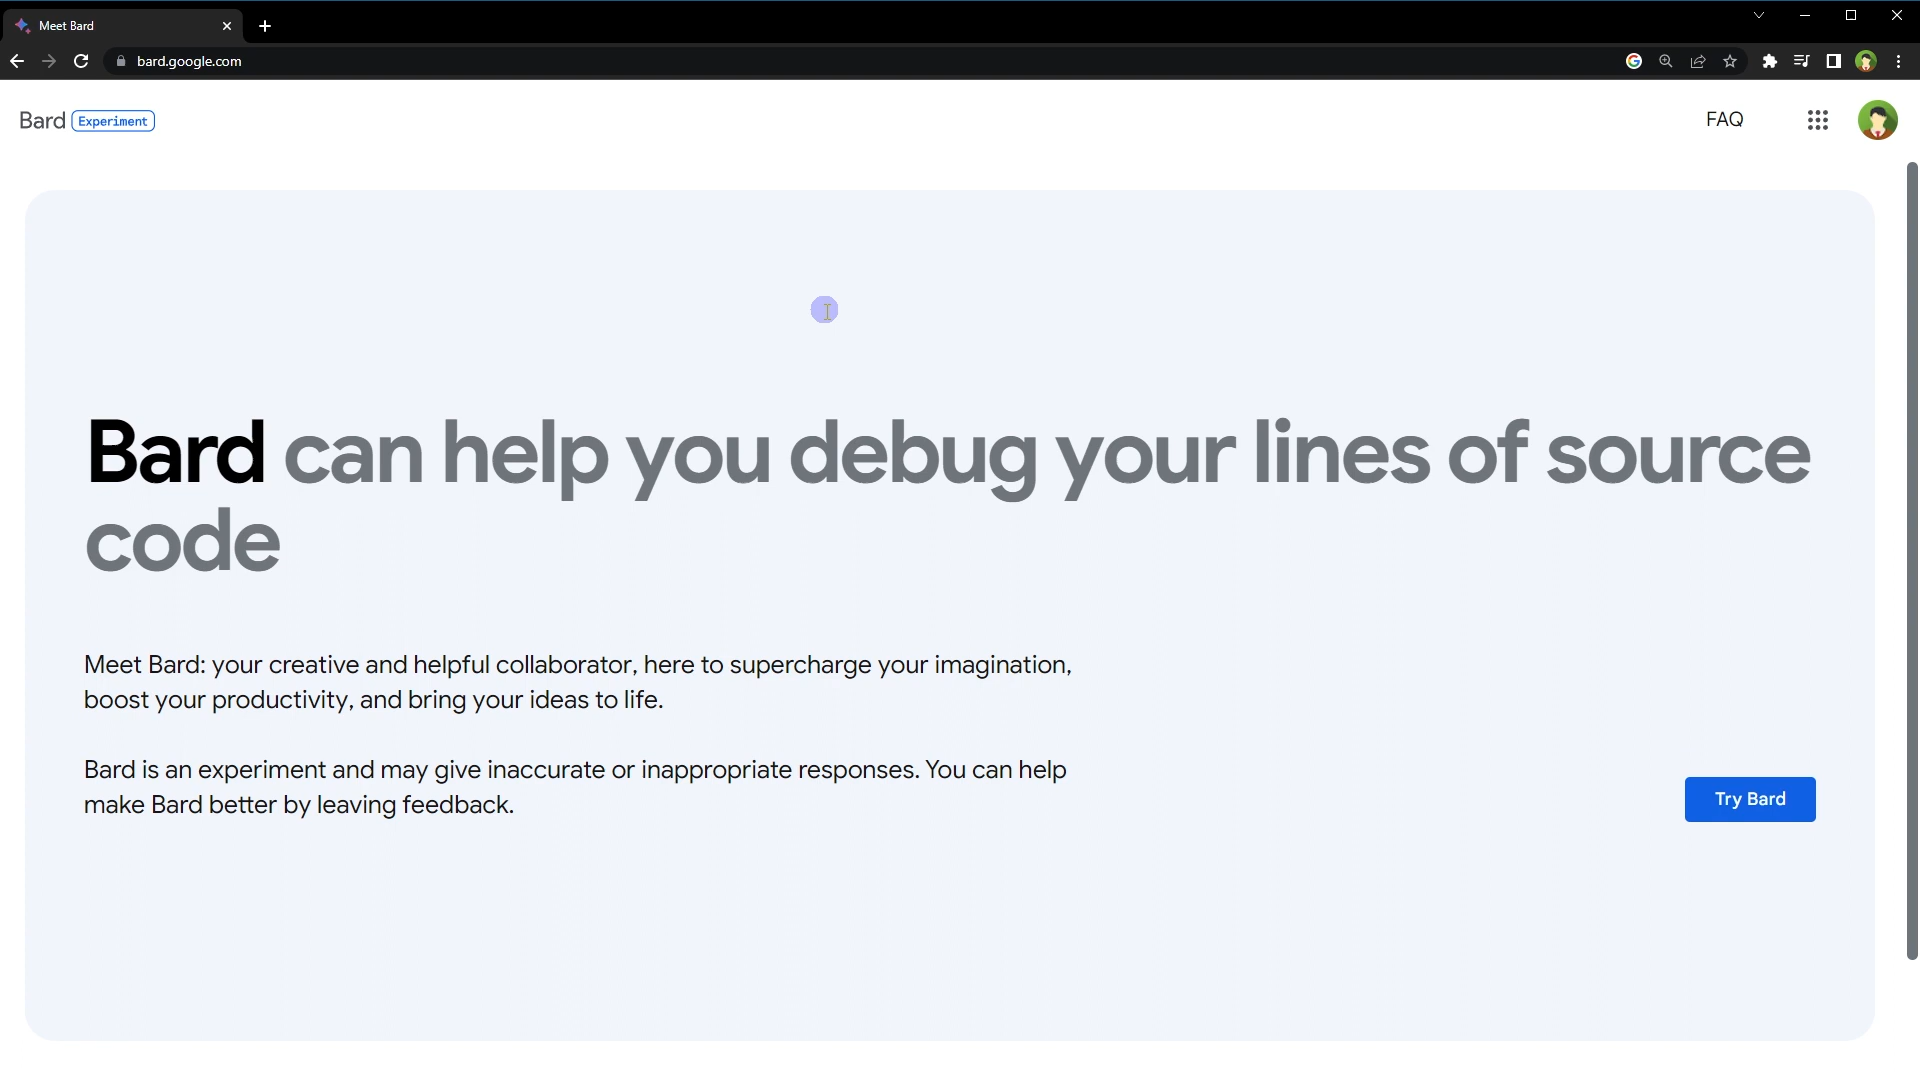 Meet Bard
bard.google.com
Bard Experiment
FAQ
Bard can help you debug your lines of source
code
Meet Bard: your creative and helpful collaborator, here to supercharge your imagination,
boost your productivity, and bring your ideas to life.
Bard is an experiment and may give inaccurate or inappropriate responses. You can help
make Bard better by leaving feedback.
Try Bard